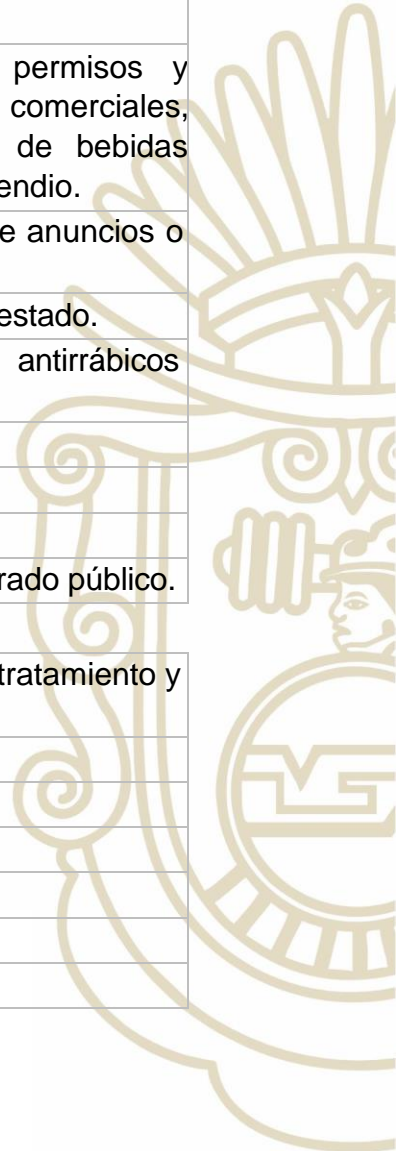 permisos y
comerciales,
de bebidas
endio.
e anuncios o
estado.
antirrábicos
rado público.
tratamiento y